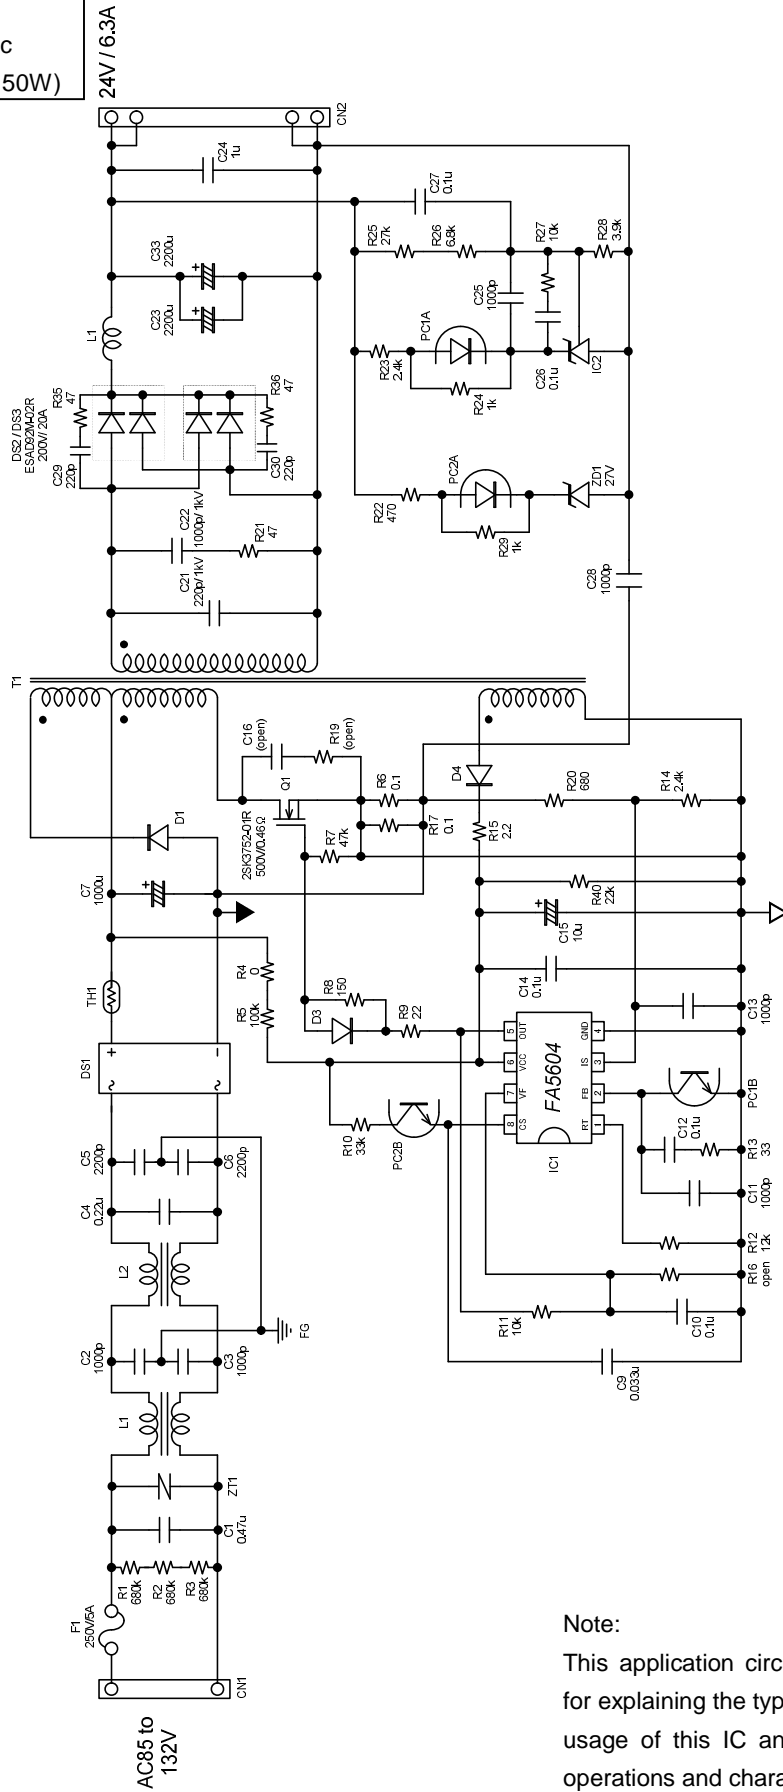 c
50W)
24V / 6.3A
CN2
C24
1u
C33
2200u
C23
2200u
L1
R35
47
R36
47
DS2 / DS3
ESAD92M-02R
200V/ 20A
C29
220p
C30
220p
C22
1000p/ 1kV
R21
47
C21
220p/1kV
C27
0.1u
R25
27k
R26
6.8k
R27
10k
R28
3.9k
C25
1000p
PC1A
R23
2.4k
R24
1k
C26
0.1u
IC2
PC2A
R22
470
R29
1k
ZD1
27V
C28
1000p
T1
C16
(open)
R19
(open)
Q1
2SK3752-01R
500V/0.46Ω
R6
0.1
R17
0.1
R7
47k
D4
R15
2.2
R20
680
R14
2.4k
D1
C7
1000u
R40
22k
C15
10u
C14
0.1u
TH1
R4
0
R5
100k
R8
150
D3
R9
22
C13
1000p
DS1
+
−
~
~
R10
33k
PC2B
IC1
FA5604
OUT
VCC
VF
CS
GND
IS
FB
RT
5
6
7
8
4
3
2
1
PC1B
C12
0.1u
R13
33
C11
1000p
R12
12k
R16
open
R11
10k
C10
0.1u
C9
0.033u
C5
2200p
C6
2200p
C4
0.22u
L2
C2
1000p
C3
1000p
FG
L1
ZT1
C1
0.47u
R1
680k
R2
680k
R3
680k
F1
250V/5A
CN1
AC85 to
132V
Note:
This application circ
for explaining the typ
usage of this IC an
operations and chara